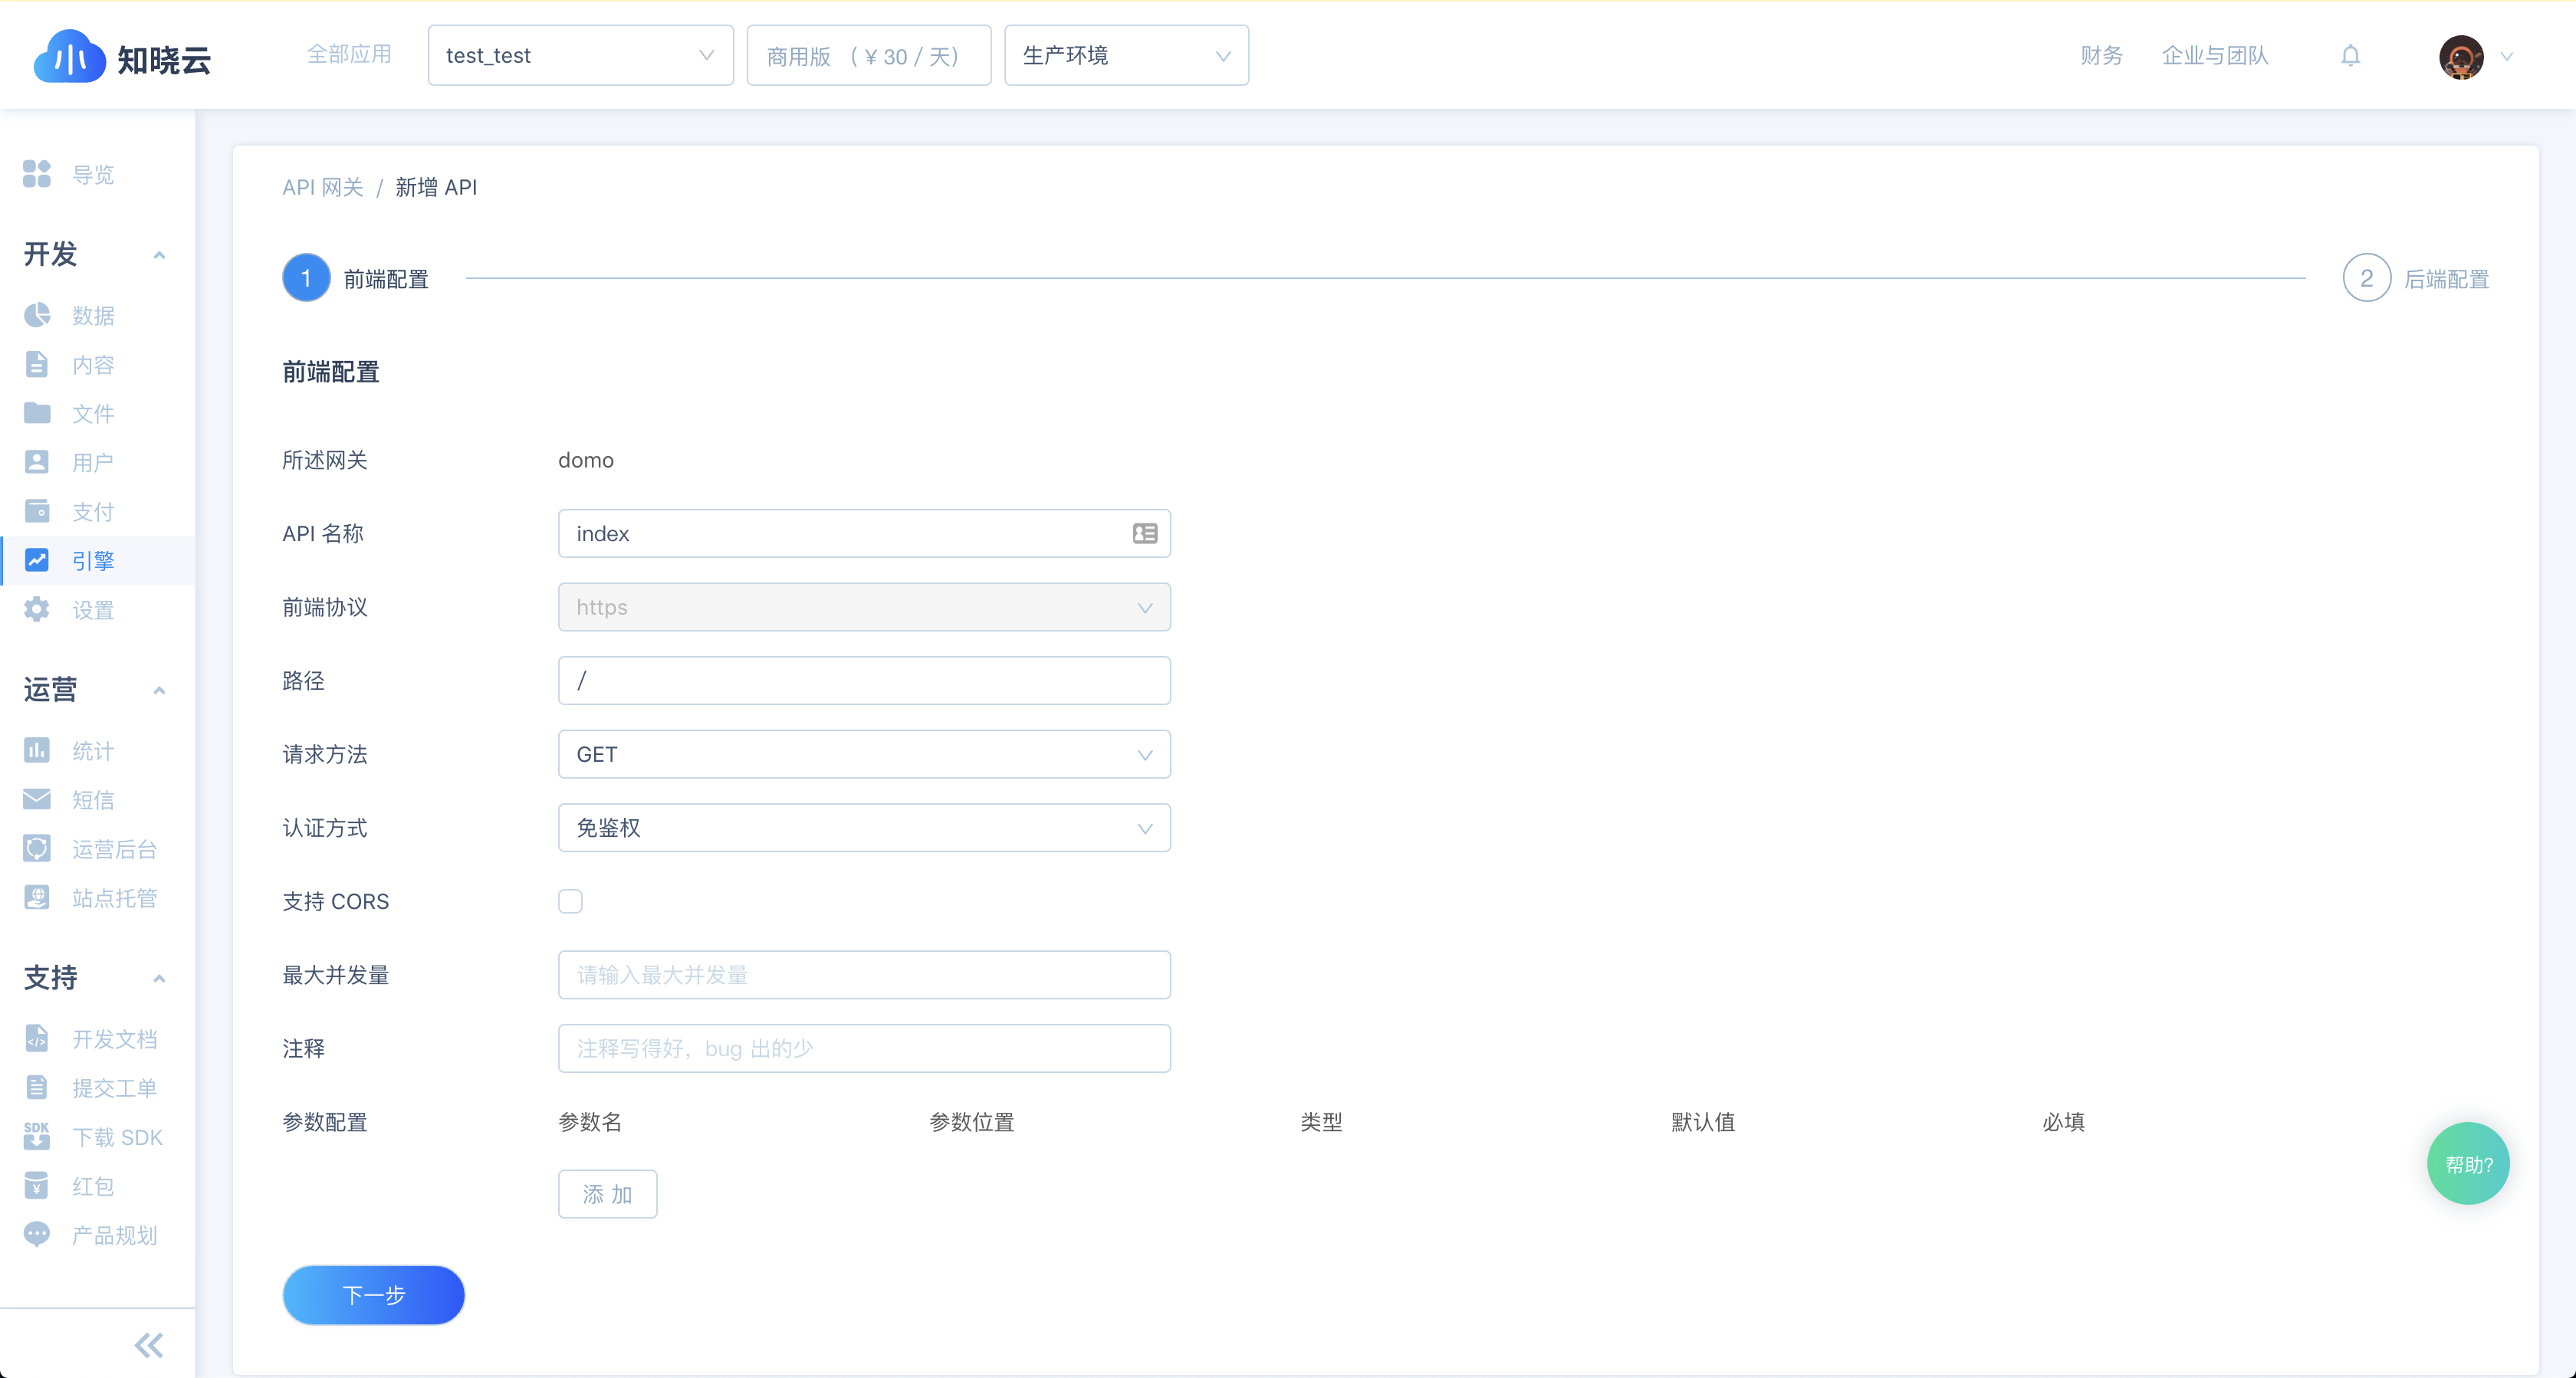 小 知晓云
全部应用
test_test
商用版 （¥ 30 / 天）
生产环境
财务
企业与团队
导览
开发
数据
内容
文件
用户
支付
引擎
设置
运营
统计
短信
运营后台
站点托管
支持
开发文档
提交工单
SDK 下载 SDK
红包
产品规划
API 网关 / 新增 API
1 前端配置
2 后端配置
前端配置
所述网关 domo
API 名称 index
前端协议 https
路径 /
请求方法 GET
认证方式 免鉴权
支持 CORS
最大并发量 请输入最大并发量
注释 注释写得好，bug 出的少
参数配置 参数名 参数位置 类型 默认值 必填
添 加
下一步
帮助?